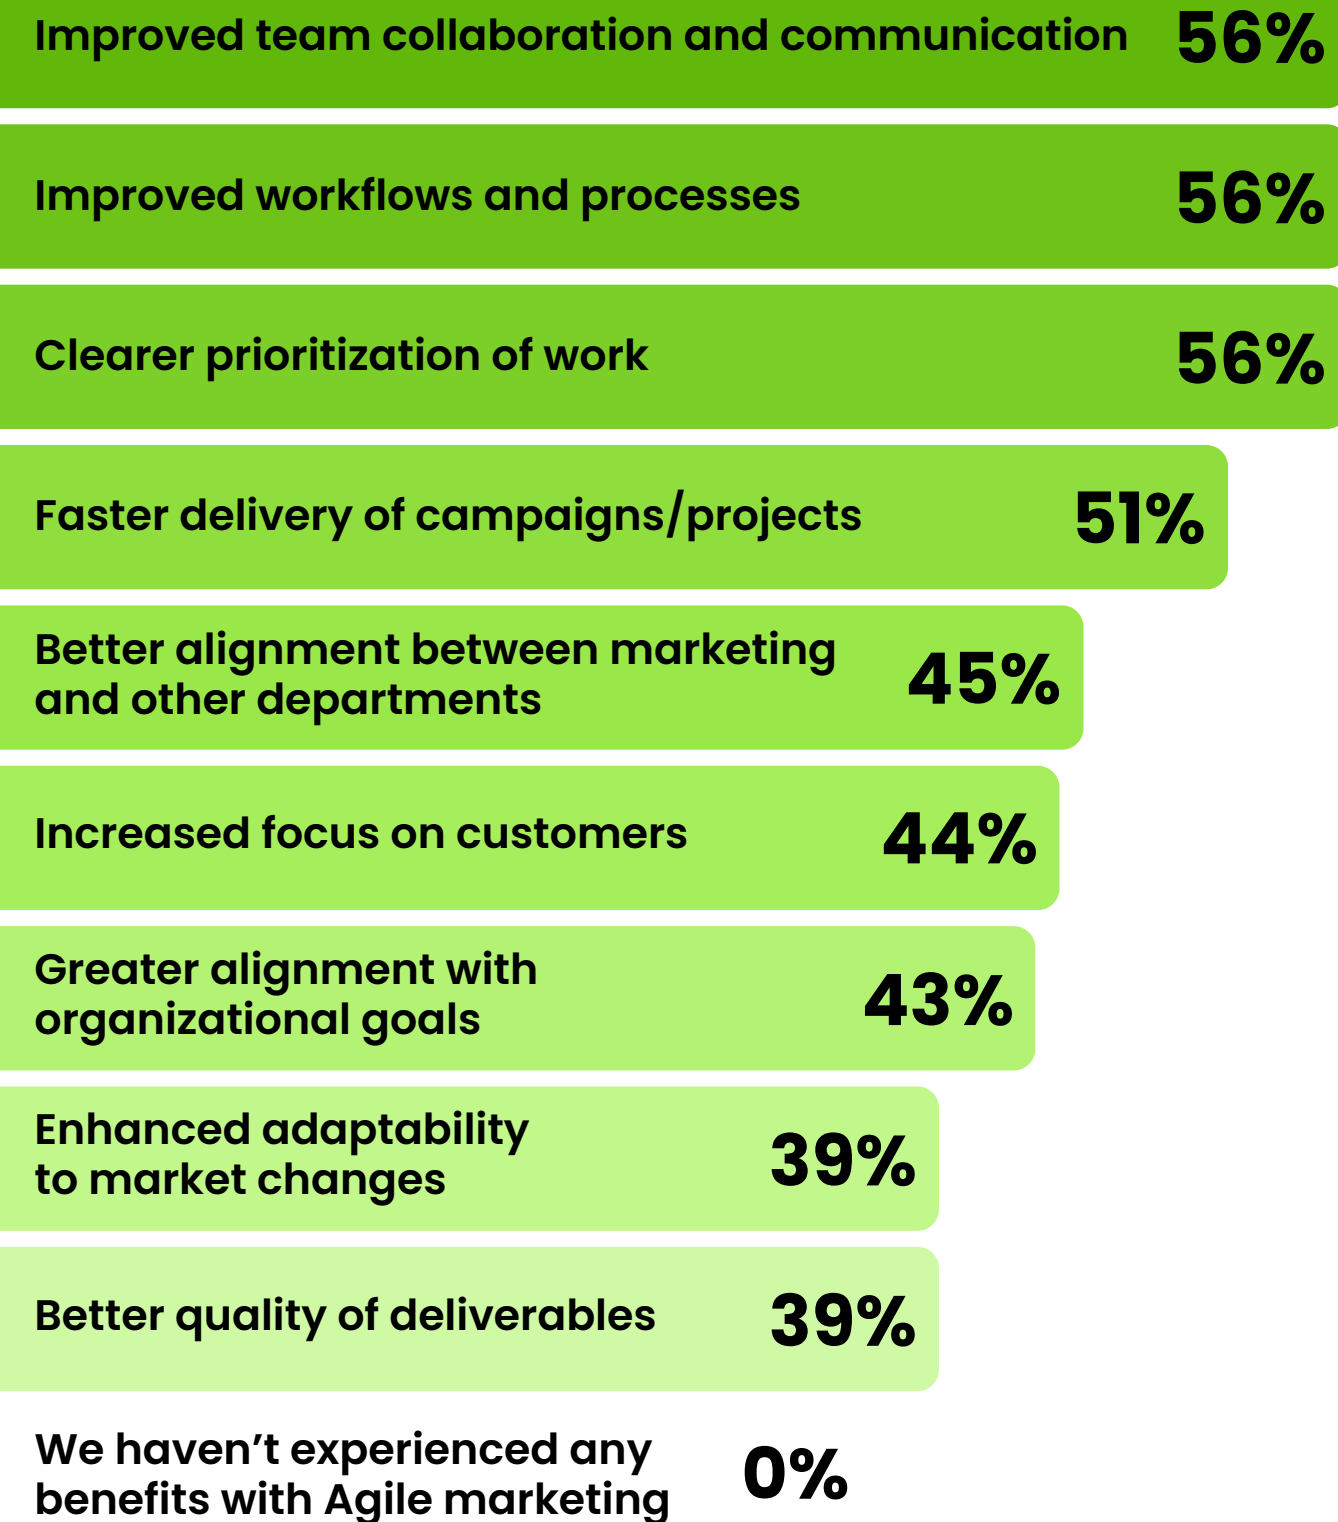 Improved team collaboration and communication 56%
Improved workflows and processes 56%
Clearer prioritization of work 56%
Faster delivery of campaigns/projects 51%
Better alignment between marketing
and other departments 45%
Increased focus on customers 44%
Greater alignment with
organizational goals 43%
Enhanced adaptability
to market changes 39%
Better quality of deliverables 39%
We haven’t experienced any
benefits with Agile marketing 0%